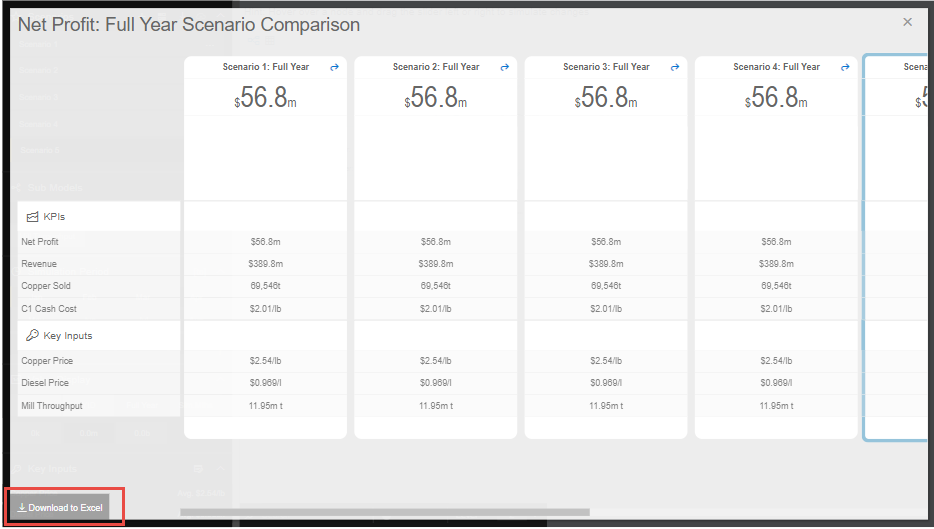 Net Profit: Full Year Scenario Comparison
×
Scenario 1: Full Year
Scenario 2: Full Year
Scenario 3: Full Year
Scenario 4: Full Year
$56.8m
$56.8m
$56.8m
$56.8m
KPIs
Net Profit $56.8m $56.8m $56.8m $56.8m
Revenue $389.8m $389.8m $389.8m $389.8m
Copper Sold 69,546t 69,546t 69,546t 69,546t
C1 Cash Cost $2.01/lb $2.01/lb $2.01/lb $2.01/lb
Key Inputs
Copper Price $2.54/lb $2.54/lb $2.54/lb $2.54/lb
Diesel Price $0.969/l $0.969/l $0.969/l $0.969/l
Mill Throughput 11.95m t 11.95m t 11.95m t 11.95m t
Key Inputs
Download to Excel